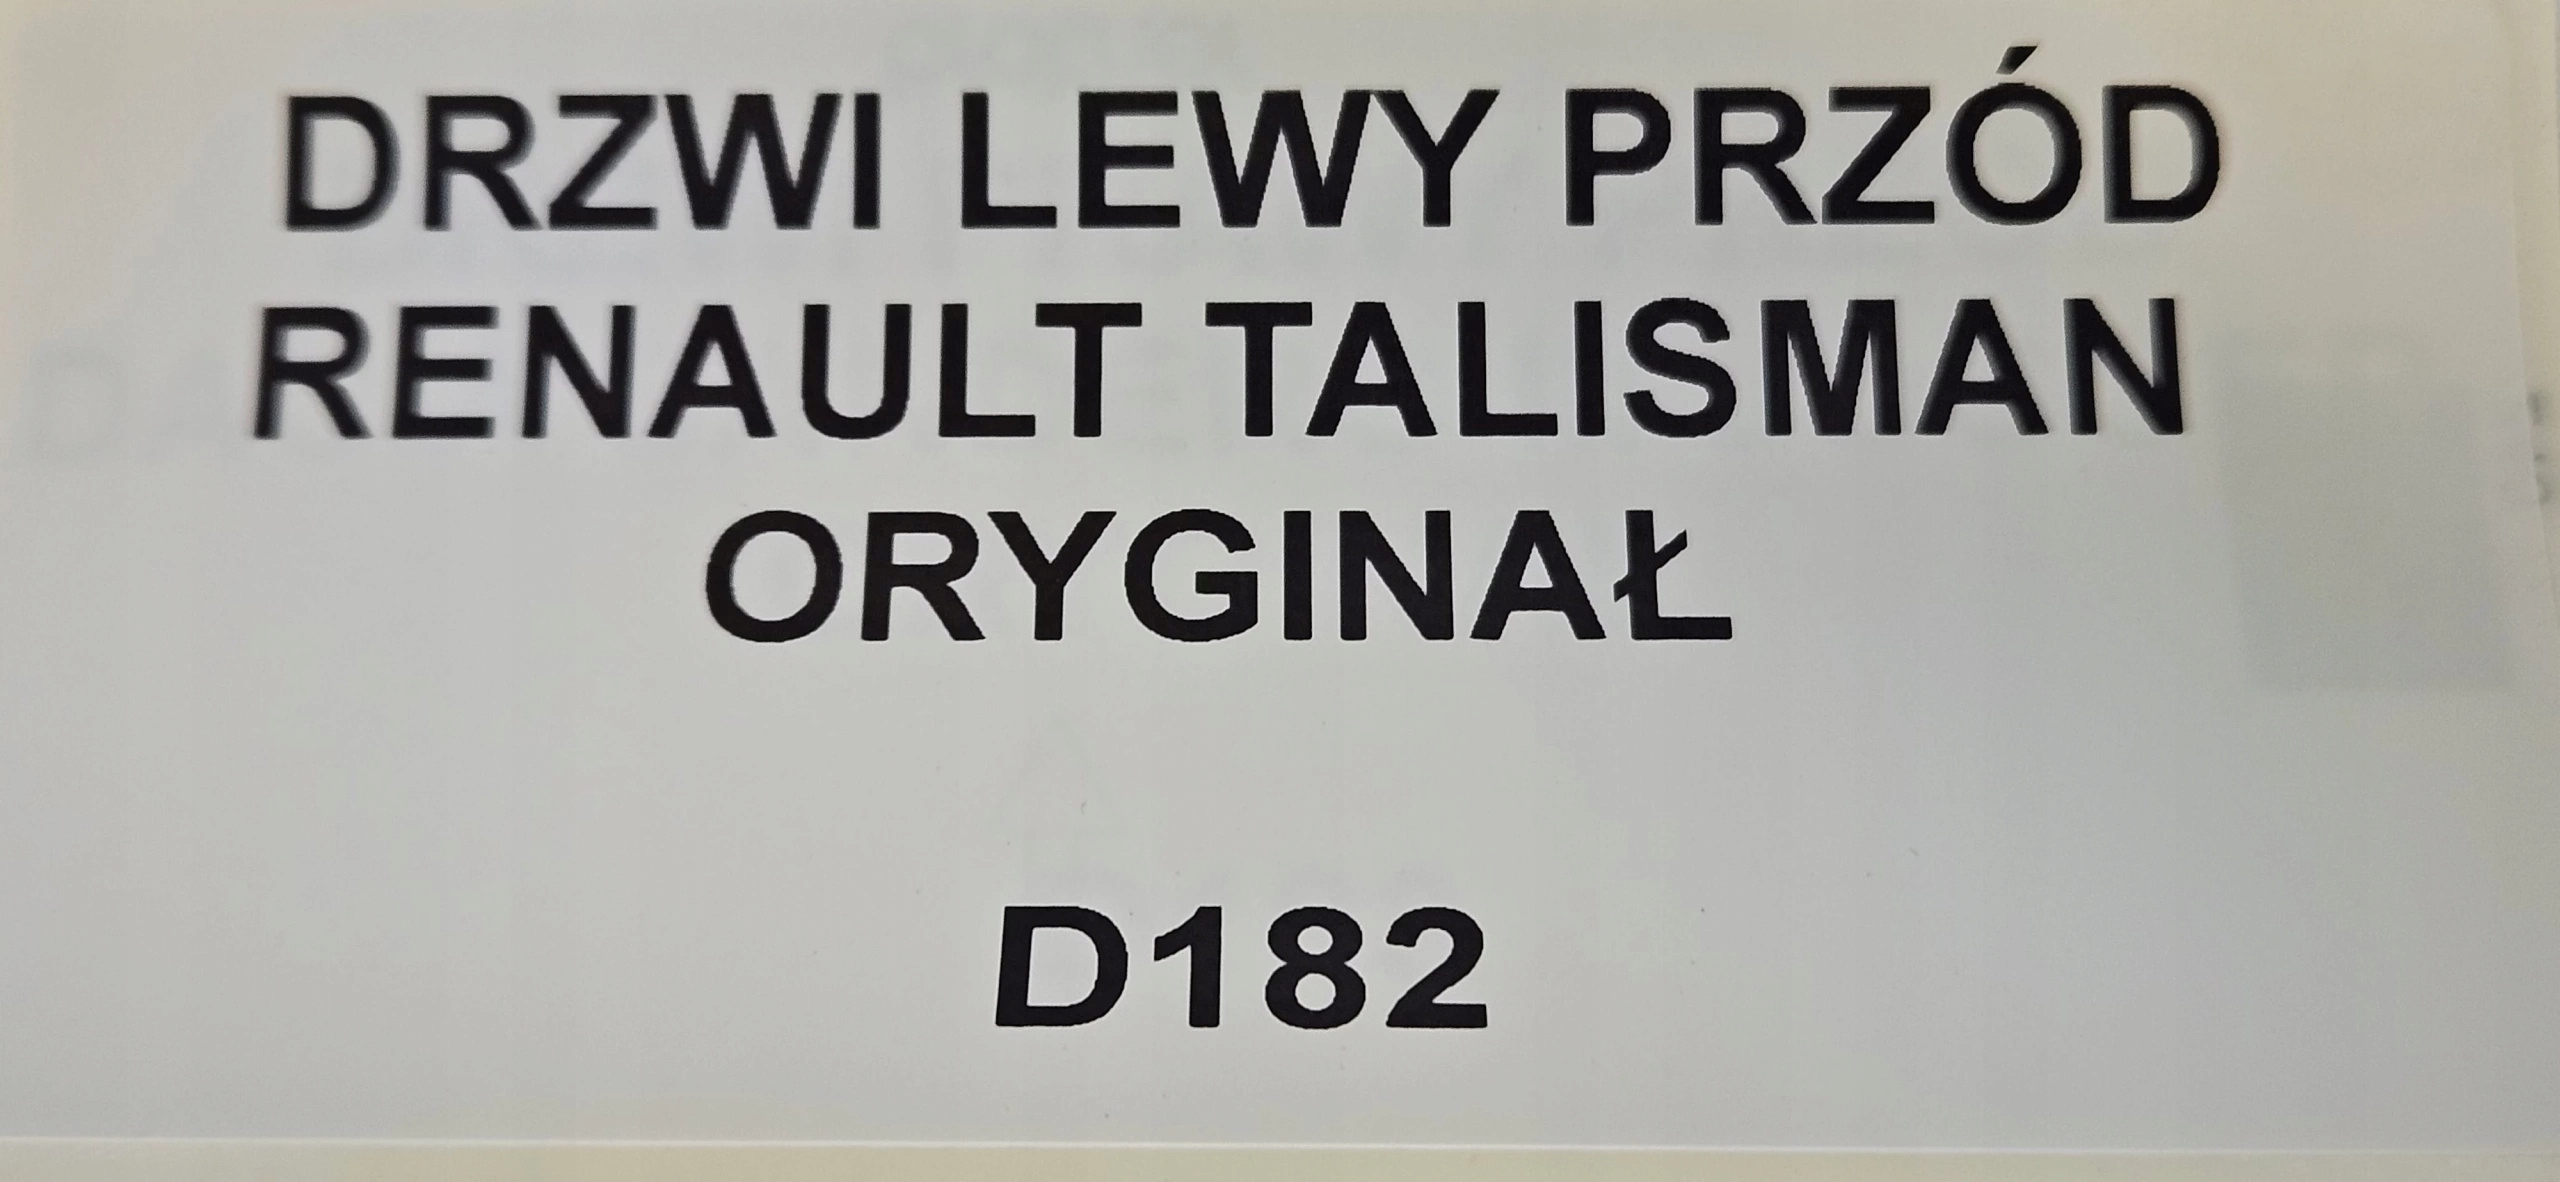 DRZWI LEWY PRZÓD
RENAULT TALISMAN
ORYGINAŁ
D182